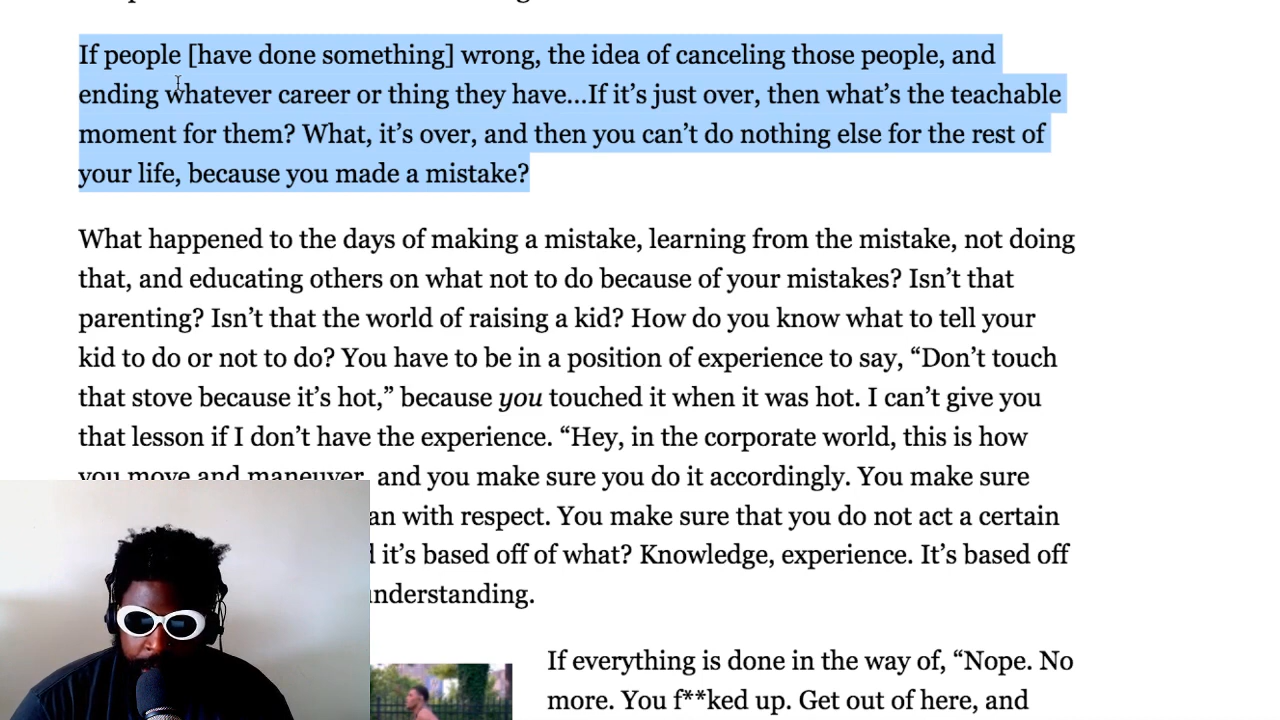 If people [have done something] wrong, the idea of canceling those people, and
ending whatever career or thing they have...If it’s just over, then what’s the teachable
moment for them? What, it’s over, and then you can’t do nothing else for the rest of
your life, because you made a mistake?
What happened to the days of making a mistake, learning from the mistake, not doing
that, and educating others on what not to do because of your mistakes? Isn’t that
parenting? Isn’t that the world of raising a kid? How do you know what to tell your
kid to do or not to do? You have to be in a position of experience to say, “Don’t touch
that stove because it’s hot,” because you touched it when it was hot. I can’t give you
that lesson if I don’t have the experience. “Hey, in the corporate world, this is how
you move and maneuver, and you make sure you do it accordingly. You make sure
with respect. You make sure that you do not act a certain
it’s based off of what? Knowledge, experience. It’s based off
understanding.
If everything is done in the way of, “Nope. No
more. You f**ked up. Get out of here, and